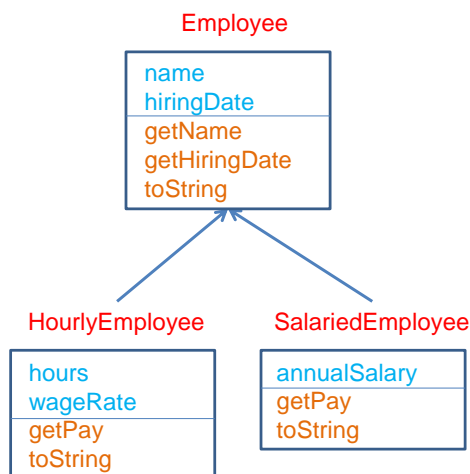 Employee
name
hiringDate
getName
getHiringDate
toString
HourlyEmployee
hours
wageRate
getPay
toString
SalariedEmployee
annualSalary
getPay
toString